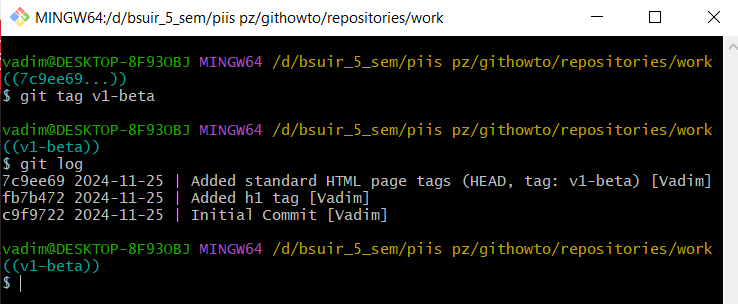 MINGW64:/d/bsuir_5_sem/piis pz/githowto/repositories/work
vadim@DESKTOP-8F93OBJ MINGW64 /d/bsuir_5_sem/piis pz/githowto/repositories/work
((7c9ee69...))
$ git tag v1-beta
vadim@DESKTOP-8F93OBJ MINGW64 /d/bsuir_5_sem/piis pz/githowto/repositories/work
((v1-beta))
$ git log
7c9ee69 2024-11-25 | Added standard HTML page tags (HEAD, tag: v1-beta) [Vadim]
fb7b472 2024-11-25 | Added h1 tag [Vadim]
c9f9722 2024-11-25 | Initial Commit [Vadim]
vadim@DESKTOP-8F93OBJ MINGW64 /d/bsuir_5_sem/piis pz/githowto/repositories/work
((v1-beta))
$